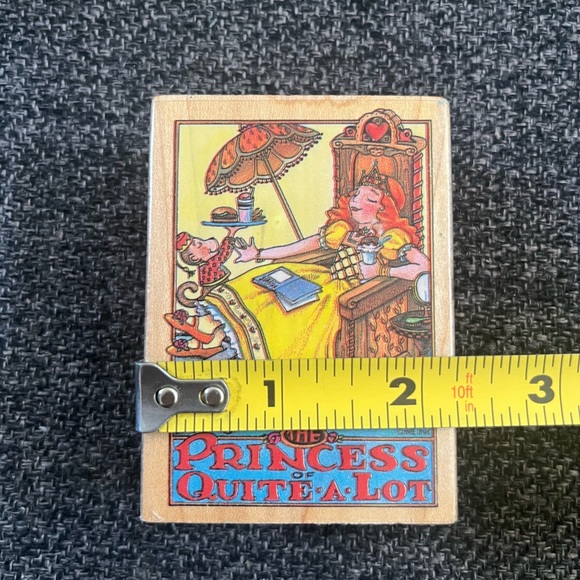 1 2 3
ft
10ft
in.
THE
PRINCESS
OF
QUITE·A·LOT